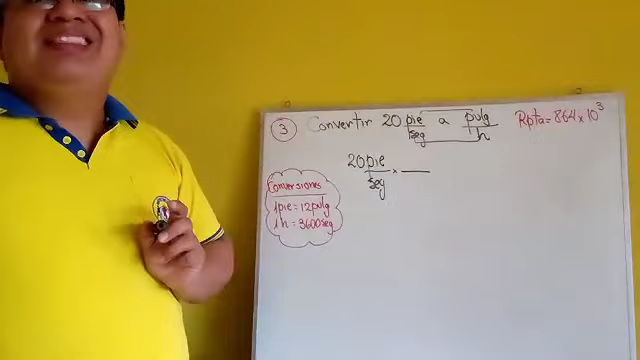 3 Convertir 20 pie/seg a pulg/h Rpta = 864 x 10³
20 pie/seg x
Conversiones
1 pie = 12 pulg
1 h = 3600 seg